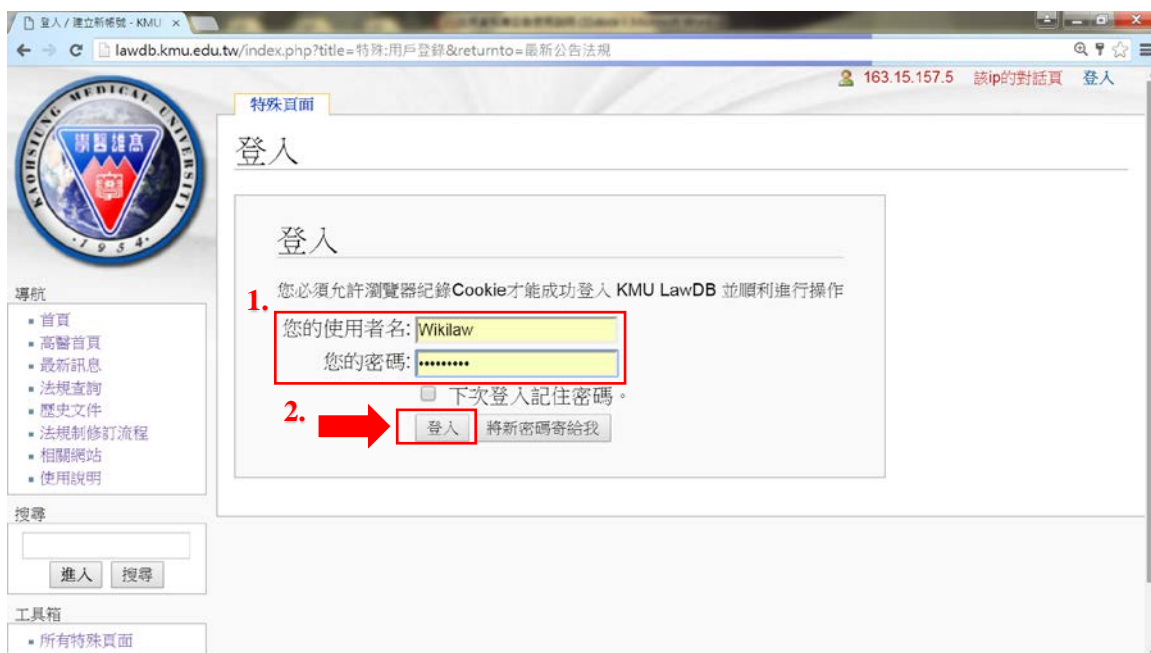 登入 / 建立新帳號 - KMU
lawdb.kmu.edu.tw/index.php?title=特殊:用戶登錄&returnto=最新公告法規
163.15.157.5 該ip的對話頁 登入
KAOHSIUNG MEDICAL UNIVERSITY
學醫雄高
·1954·
特殊頁面
登入
登入
您必須允許瀏覽器紀錄Cookie才能成功登入 KMU LawDB 並順利進行操作
1.
您的使用者名: Wikilaw
您的密碼: •••••••••
下次登入記住密碼。
2.
登入 將新密碼寄給我
導航
首頁
高醫首頁
最新訊息
法規查詢
歷史文件
法規制修訂流程
相關網站
使用說明
搜尋
進入 搜尋
工具箱
所有特殊頁面